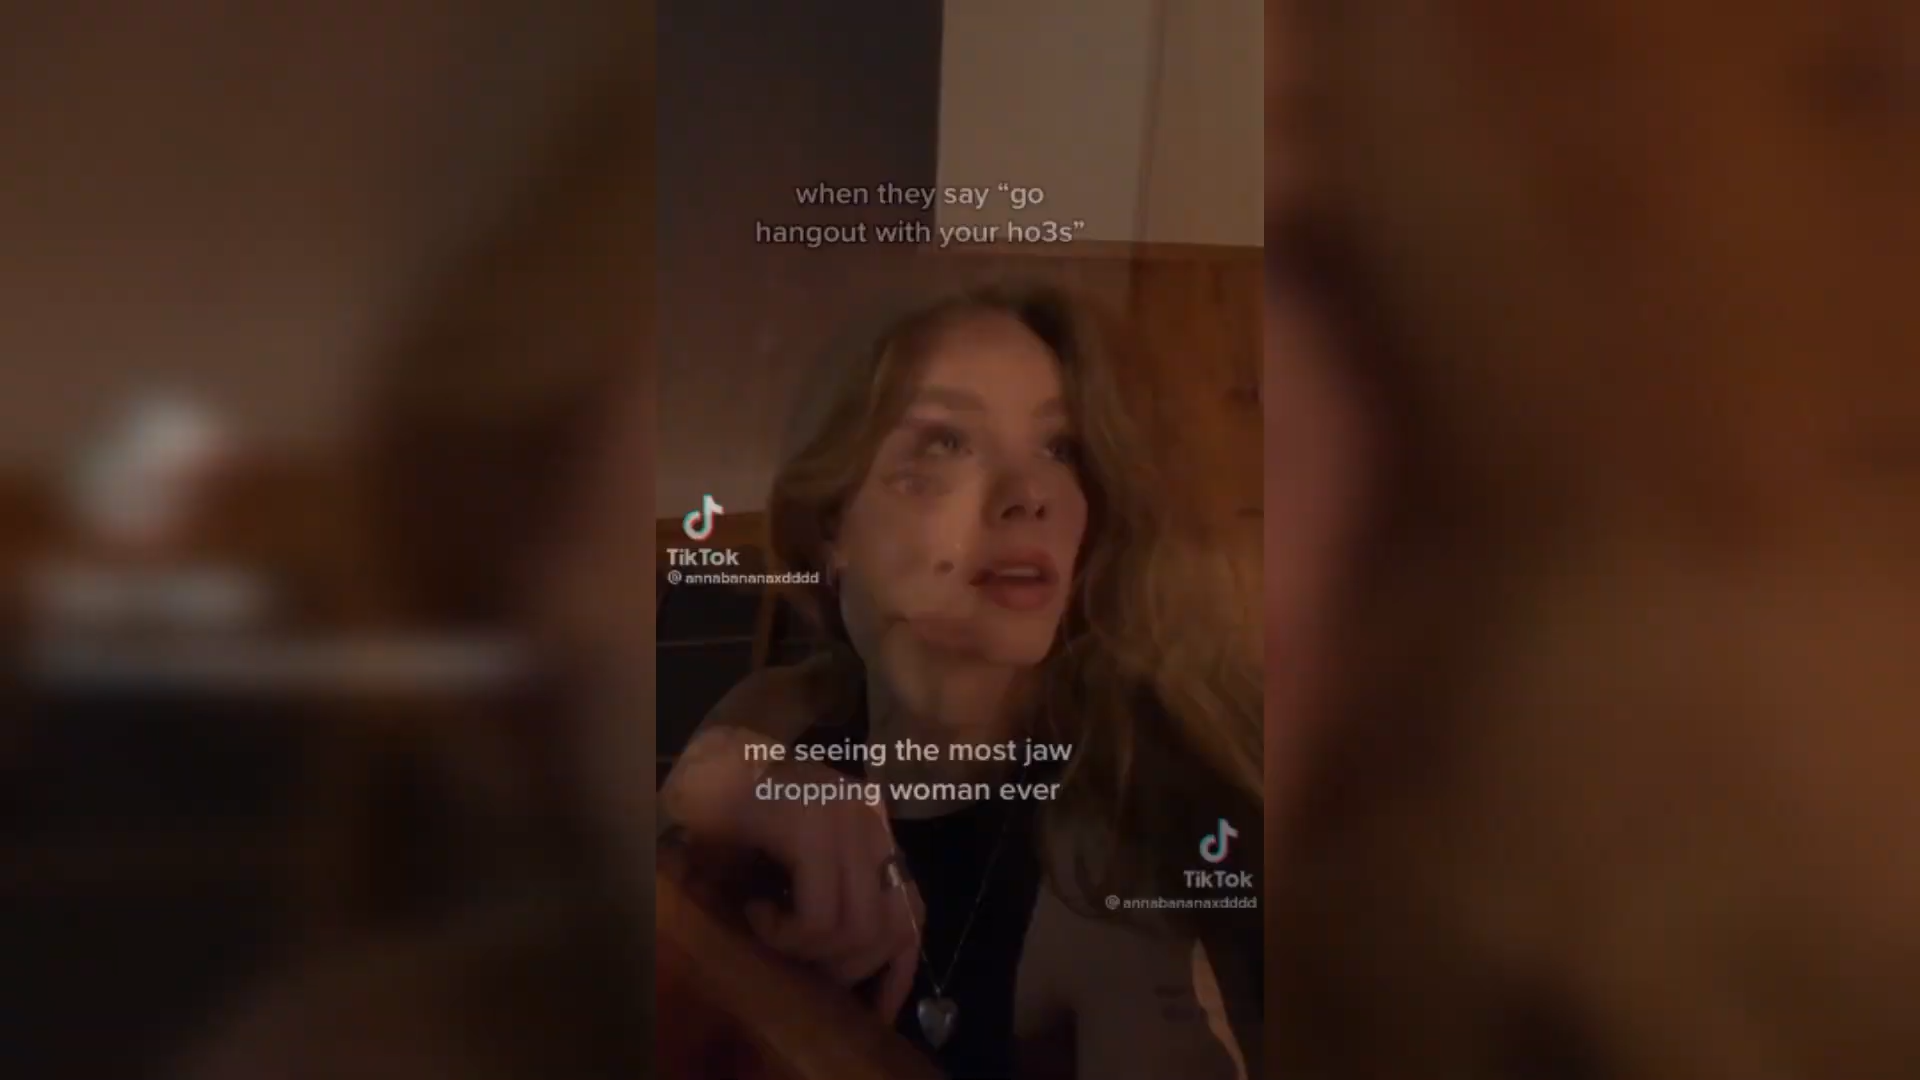 when they say “go
hangout with your ho3s”
TikTok
@annabananaxdddd
me seeing the most jaw
dropping woman ever
TikTok
@annabananaxdddd